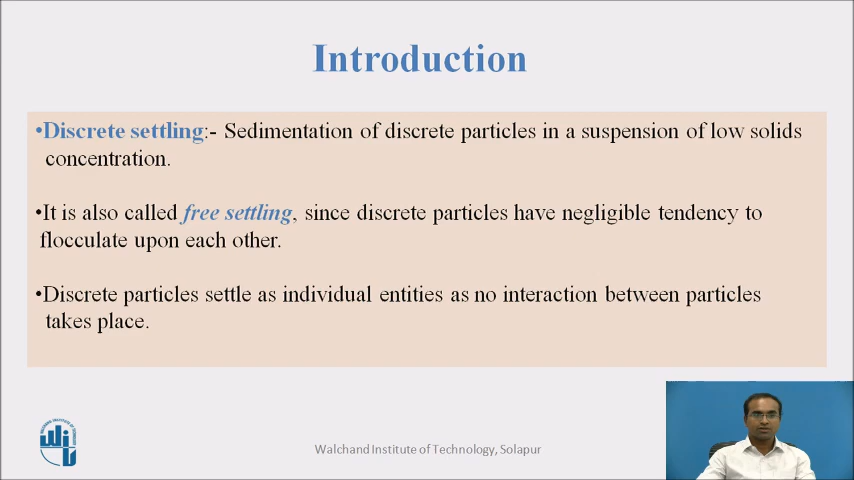 Introduction
•Discrete settling:- Sedimentation of discrete particles in a suspension of low solids
concentration.
•It is also called free settling, since discrete particles have negligible tendency to
flocculate upon each other.
•Discrete particles settle as individual entities as no interaction between particles
takes place.
Walchand Institute of Technology, Solapur